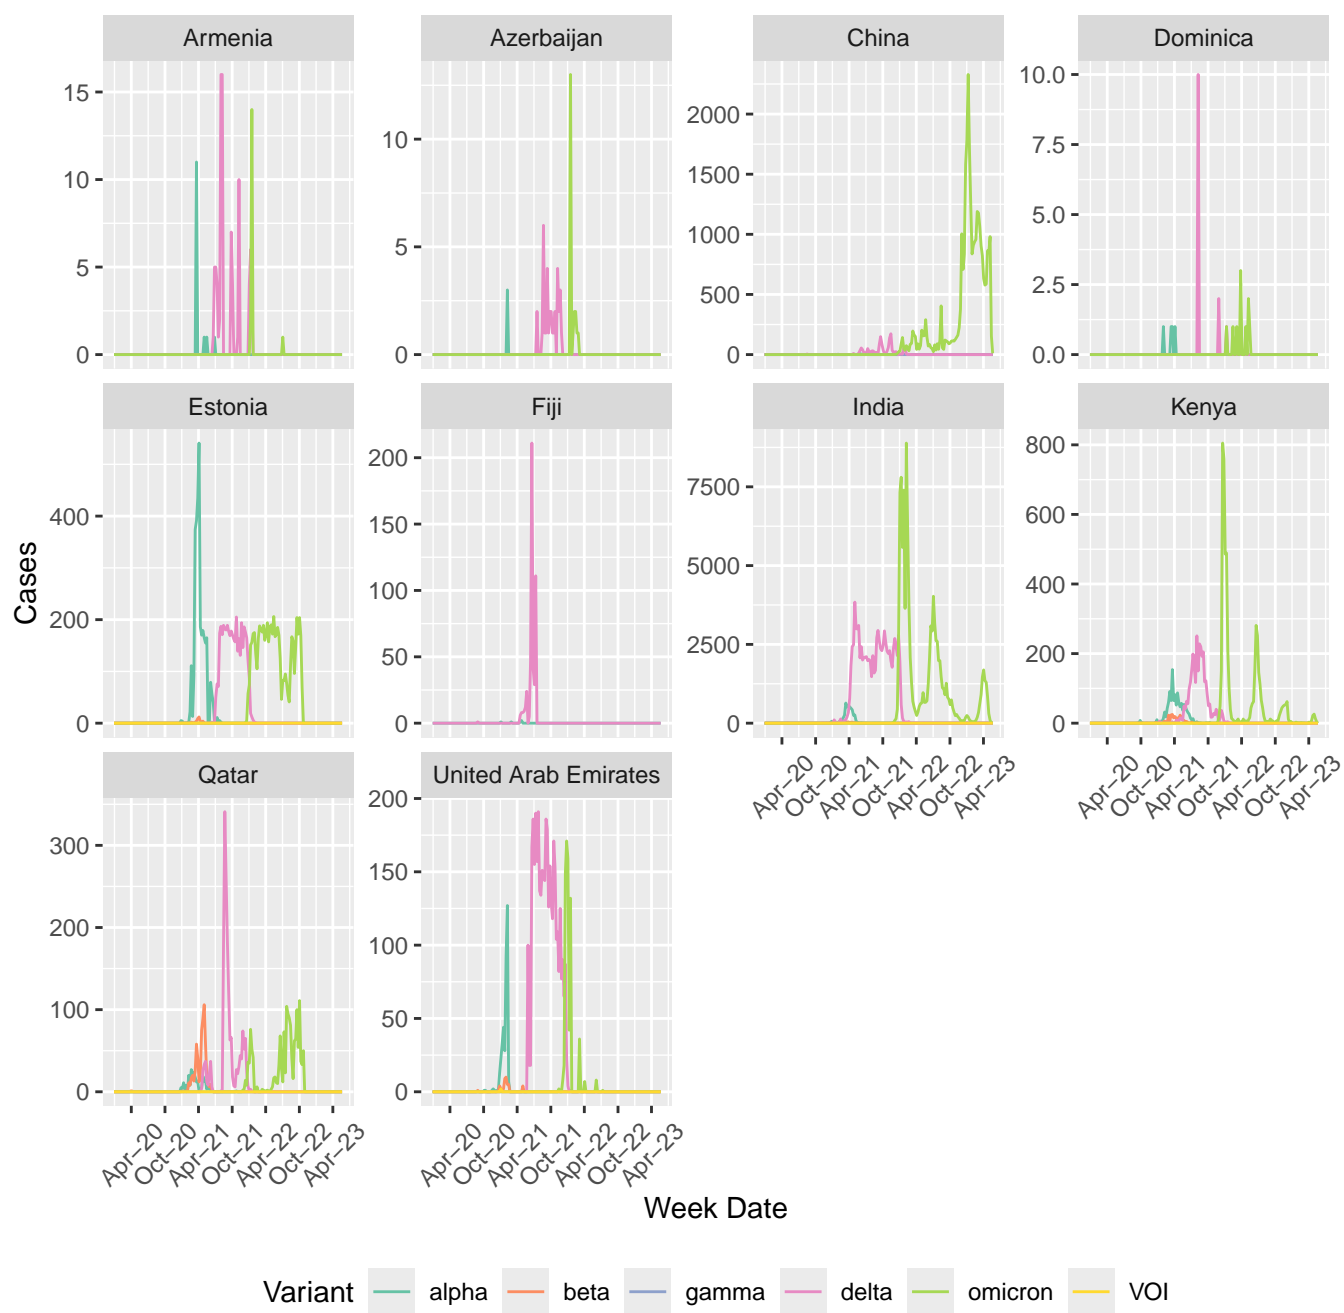 Armenia
Azerbaijan
China
Dominica
15
10
5
0
10
5
0
2000
1500
1000
500
0
10.0
7.5
5.0
2.5
0.0
Estonia
Fiji
India
Kenya
400
200
0
200
150
100
50
0
7500
5000
2500
0
800
600
400
200
0
Apr−20 Oct−20 Apr−21 Oct−21 Apr−22 Oct−22 Apr−23
Apr−20 Oct−20 Apr−21 Oct−21 Apr−22 Oct−22 Apr−23
Cases
Qatar
United Arab Emirates
300
200
100
0
200
150
100
50
0
Apr−20 Oct−20 Apr−21 Oct−21 Apr−22 Oct−22 Apr−23
Apr−20 Oct−20 Apr−21 Oct−21 Apr−22 Oct−22 Apr−23
Week Date
Variant alpha beta gamma delta omicron VOI